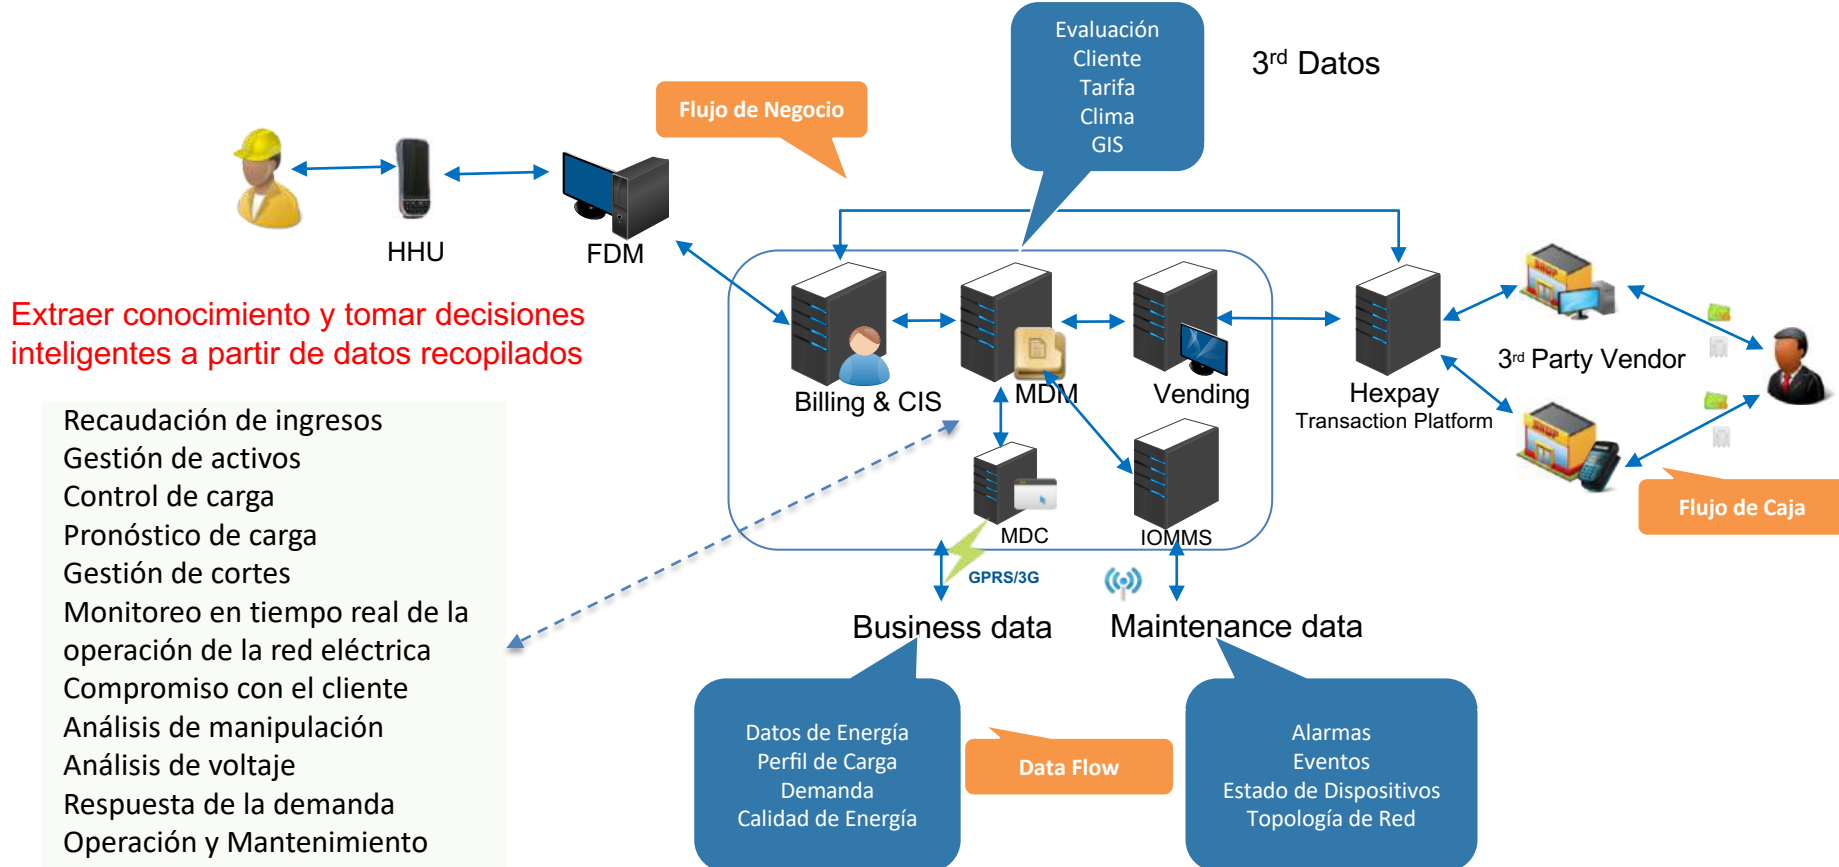 Evaluación
Cliente
Tarifa
Clima
GIS
3rd Datos
Flujo de Negocio
HHU
FDM
Extraer conocimiento y tomar decisiones
inteligentes a partir de datos recopilados
Billing & CIS
MDM
Vending
Hexpay
Transaction Platform
3rd Party Vendor
Flujo de Caja
MDC
IOMMS
GPRS/3G
Business data
Maintenance data
Recaudación de ingresos
Gestión de activos
Control de carga
Pronóstico de carga
Gestión de cortes
Monitoreo en tiempo real de la
operación de la red eléctrica
Compromiso con el cliente
Análisis de manipulación
Análisis de voltaje
Respuesta de la demanda
Operación y Mantenimiento
Datos de Energía
Perfil de Carga
Demanda
Calidad de Energía
Data Flow
Alarmas
Eventos
Estado de Dispositivos
Topología de Red
SHOP
SHOP